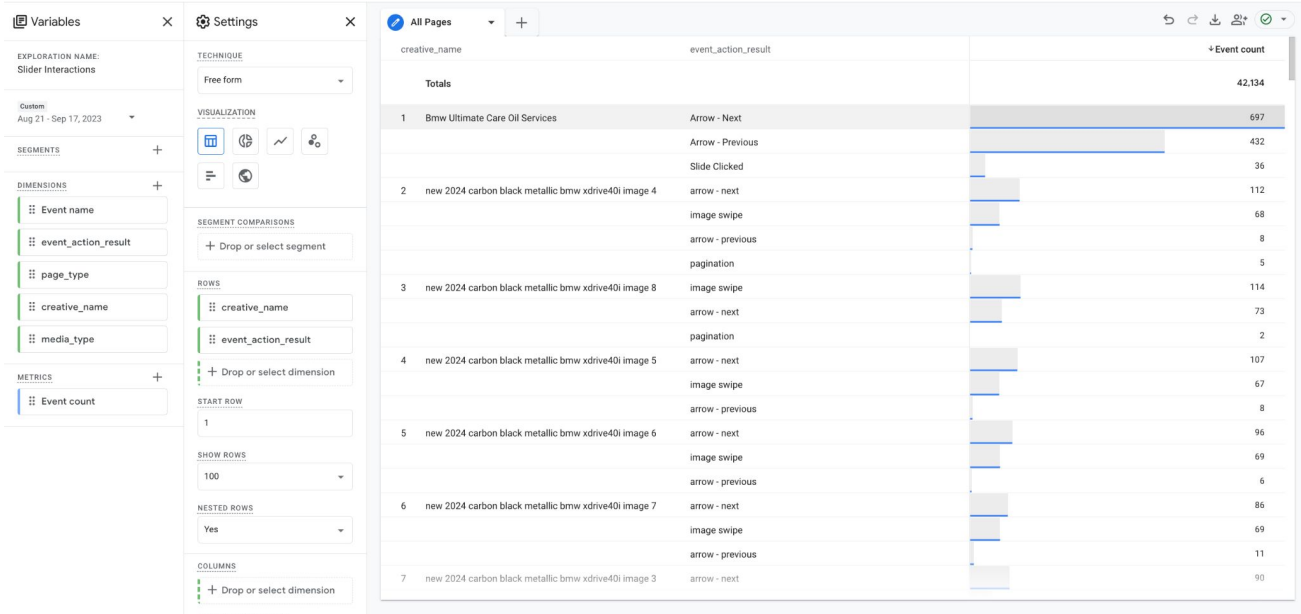 Variables
EXPLORATION NAME:
Slider Interactions
Custom
Aug 21 - Sep 17, 2023
SEGMENTS
DIMENSIONS
Event name
event_action_result
page_type
creative_name
media_type
METRICS
Event count
Settings
TECHNIQUE
Free form
VISUALIZATION
SEGMENT COMPARISONS
+ Drop or select segment
ROWS
creative_name
event_action_result
+ Drop or select dimension
START ROW
1
SHOW ROWS
100
NESTED ROWS
Yes
COLUMNS
+ Drop or select dimension
All Pages
creative_name event_action_result ↓Event count
Totals 42,134
1 Bmw Ultimate Care Oil Services Arrow - Next 697
Arrow - Previous 432
Slide Clicked 36
2 new 2024 carbon black metallic bmw xdrive40i image 4 arrow - next 112
image swipe 68
arrow - previous 8
pagination 5
3 new 2024 carbon black metallic bmw xdrive40i image 8 image swipe 114
arrow - next 73
pagination 2
4 new 2024 carbon black metallic bmw xdrive40i image 5 arrow - next 107
image swipe 67
arrow - previous 8
5 new 2024 carbon black metallic bmw xdrive40i image 6 arrow - next 96
image swipe 69
arrow - previous 6
6 new 2024 carbon black metallic bmw xdrive40i image 7 arrow - next 86
image swipe 69
arrow - previous 11
7 new 2024 carbon black metallic bmw xdrive40i image 3 arrow - next 90